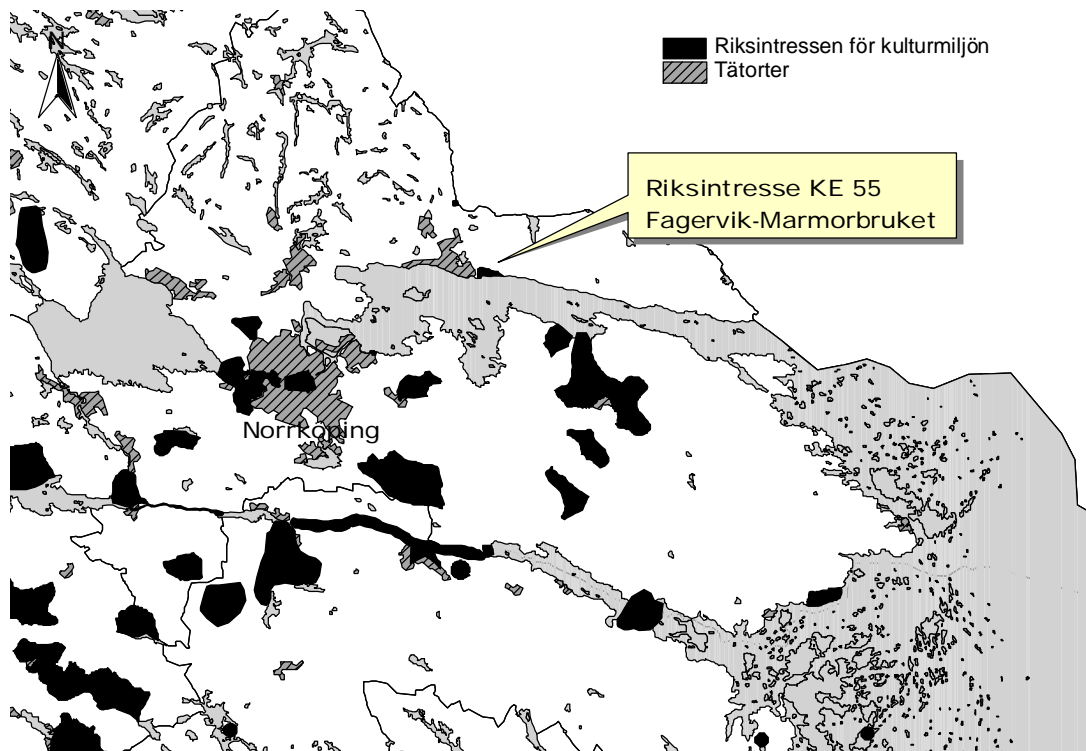 N
Riksintressen för kulturmiljön
Tätorter
Riksintresse KE 55
Fagervik-Marmorbruket
Norrköping